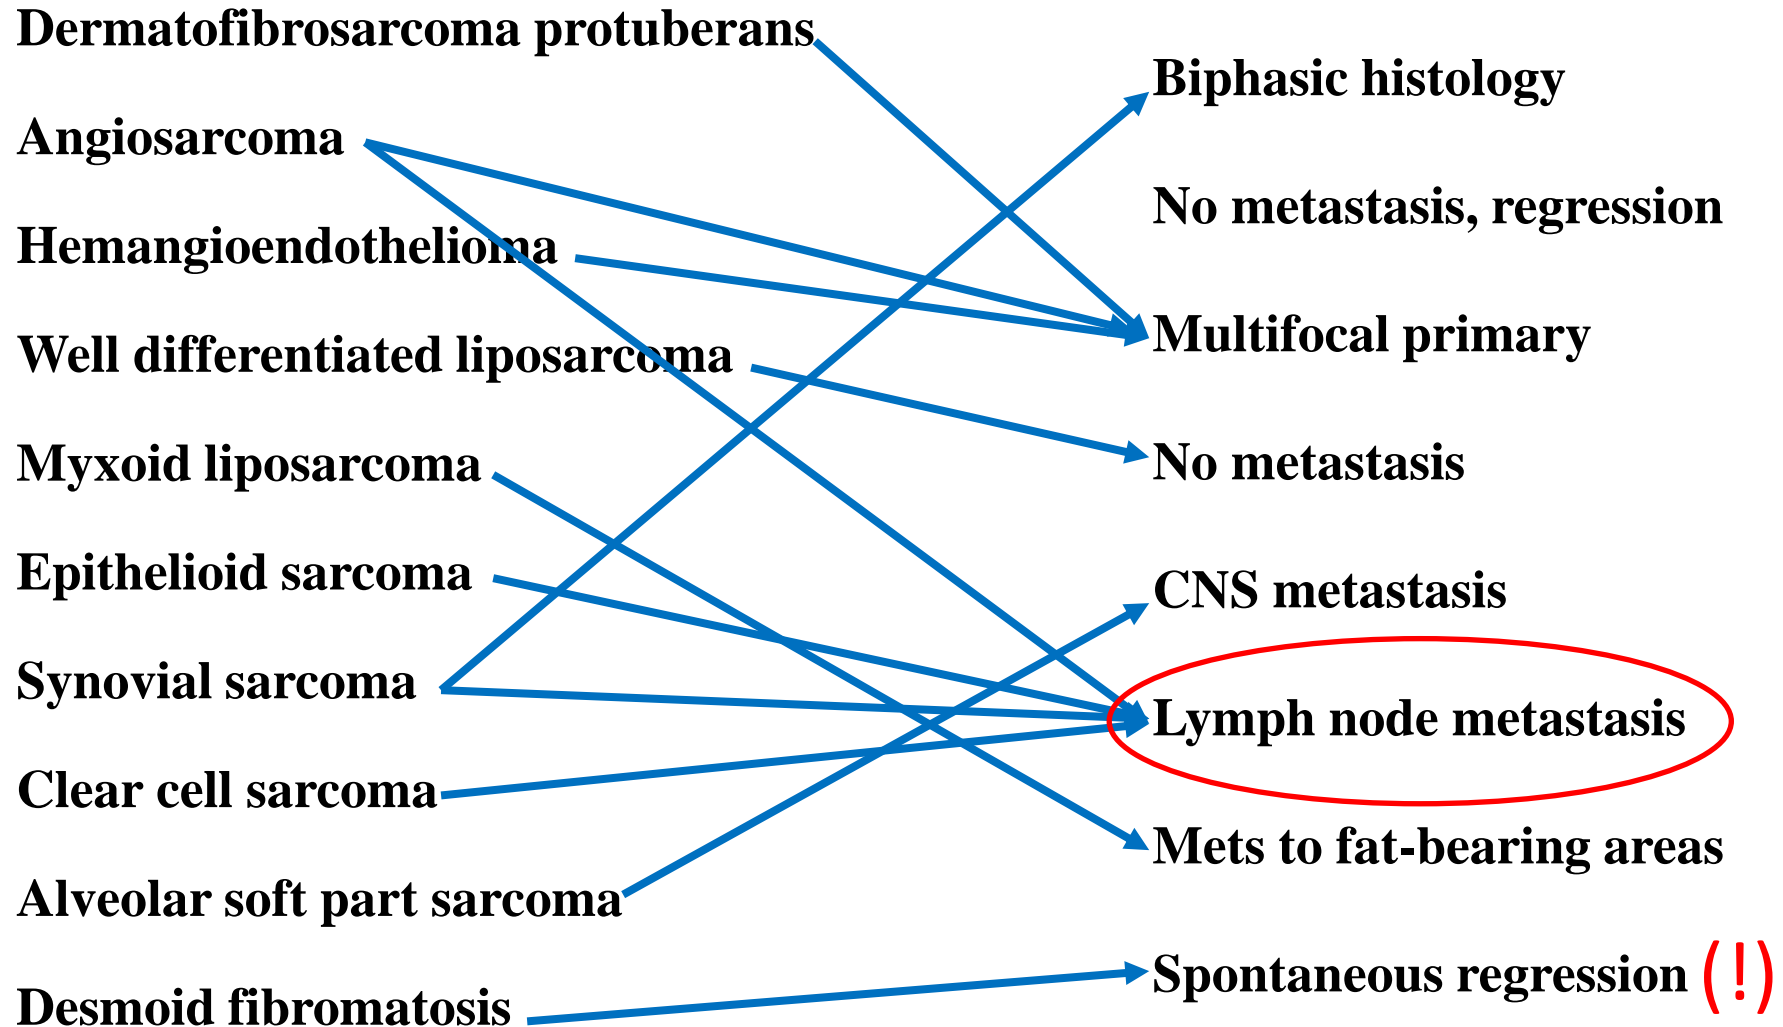 Dermatofibrosarcoma protuberans
Angiosarcoma
Hemangioendothelioma
Well differentiated liposarcoma
Myxoid liposarcoma
Epithelioid sarcoma
Synovial sarcoma
Clear cell sarcoma
Alveolar soft part sarcoma
Desmoid fibromatosis
Biphasic histology
No metastasis, regression
Multifocal primary
No metastasis
CNS metastasis
Lymph node metastasis
Mets to fat-bearing areas
Spontaneous regression (!)